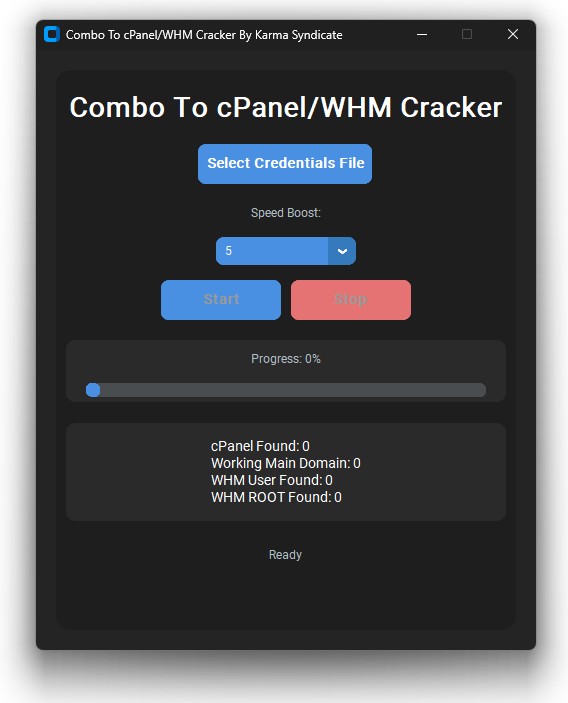 Combo To cPanel/WHM Cracker By Karma Syndicate
Combo To cPanel/WHM Cracker
Select Credentials File
Speed Boost:
5
Start
Stop
Progress: 0%
cPanel Found: 0
Working Main Domain: 0
WHM User Found: 0
WHM ROOT Found: 0
Ready